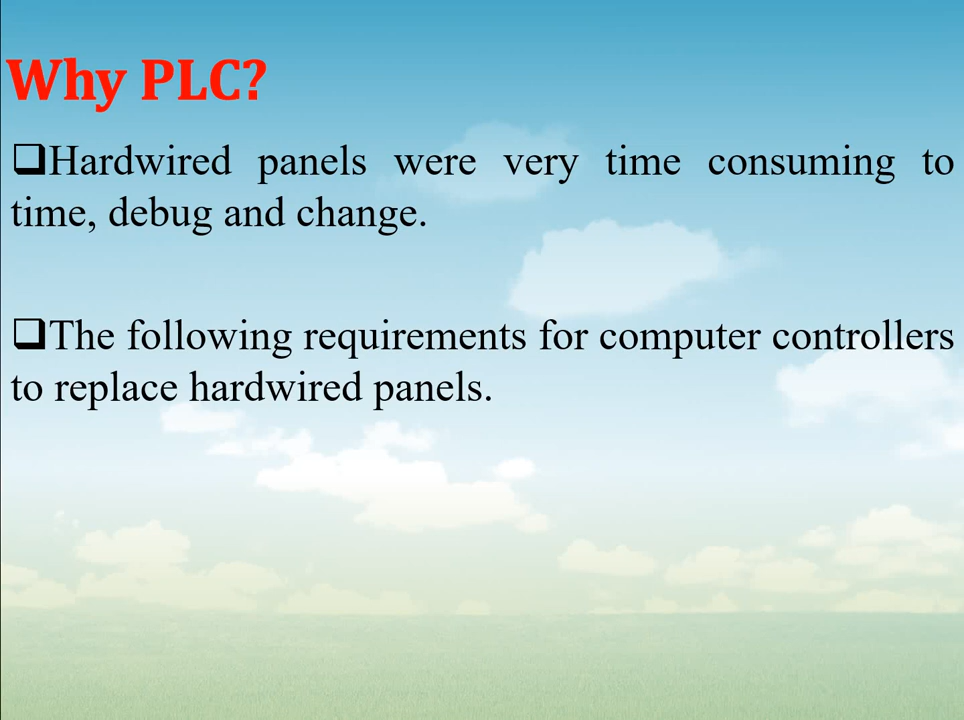 Why PLC?
❑Hardwired panels were very time consuming to
time, debug and change.
❑The following requirements for computer controllers
to replace hardwired panels.